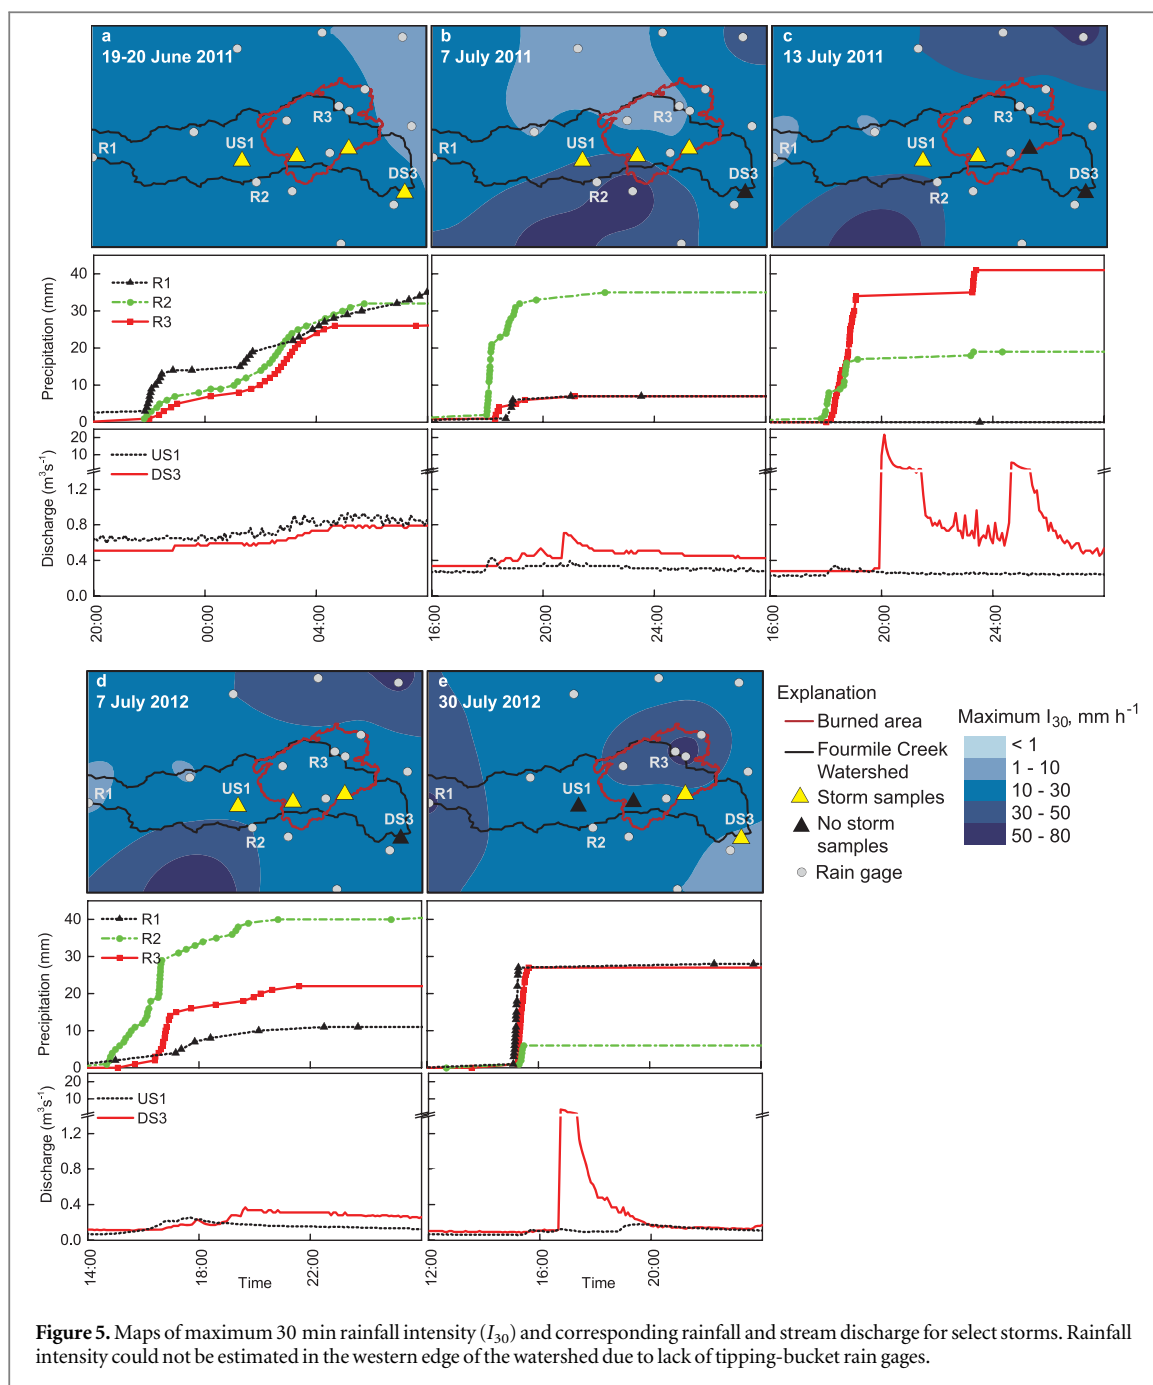 a
19-20 June 2011
R1
US1
R3
R2
DS3
b
7 July 2011
R1
US1
R3
R2
DS3
c
13 July 2011
R1
US1
R3
R2
DS3
Precipitation (mm)
40
30
20
10
0
R1
R2
R3
Discharge (m³s⁻¹)
20
10
1.2
0.8
0.4
0.0
US1
DS3
20:00
00:00
04:00
16:00
20:00
24:00
16:00
20:00
24:00
d
7 July 2012
R1
US1
R3
R2
DS3
e
30 July 2012
R1
US1
R3
R2
DS3
Explanation
Burned area
Fourmile Creek
Watershed
Storm samples
No storm
samples
Rain gage
Maximum I₃₀, mm h⁻¹
< 1
1 - 10
10 - 30
30 - 50
50 - 80
Precipitation (mm)
40
30
20
10
0
R1
R2
R3
Discharge (m³s⁻¹)
20
10
1.2
0.8
0.4
0.0
US1
DS3
14:00
18:00
22:00
Time
12:00
16:00
20:00
Time
Figure 5. Maps of maximum 30 min rainfall intensity (I₃₀) and corresponding rainfall and stream discharge for select storms. Rainfall
intensity could not be estimated in the western edge of the watershed due to lack of tipping-bucket rain gages.